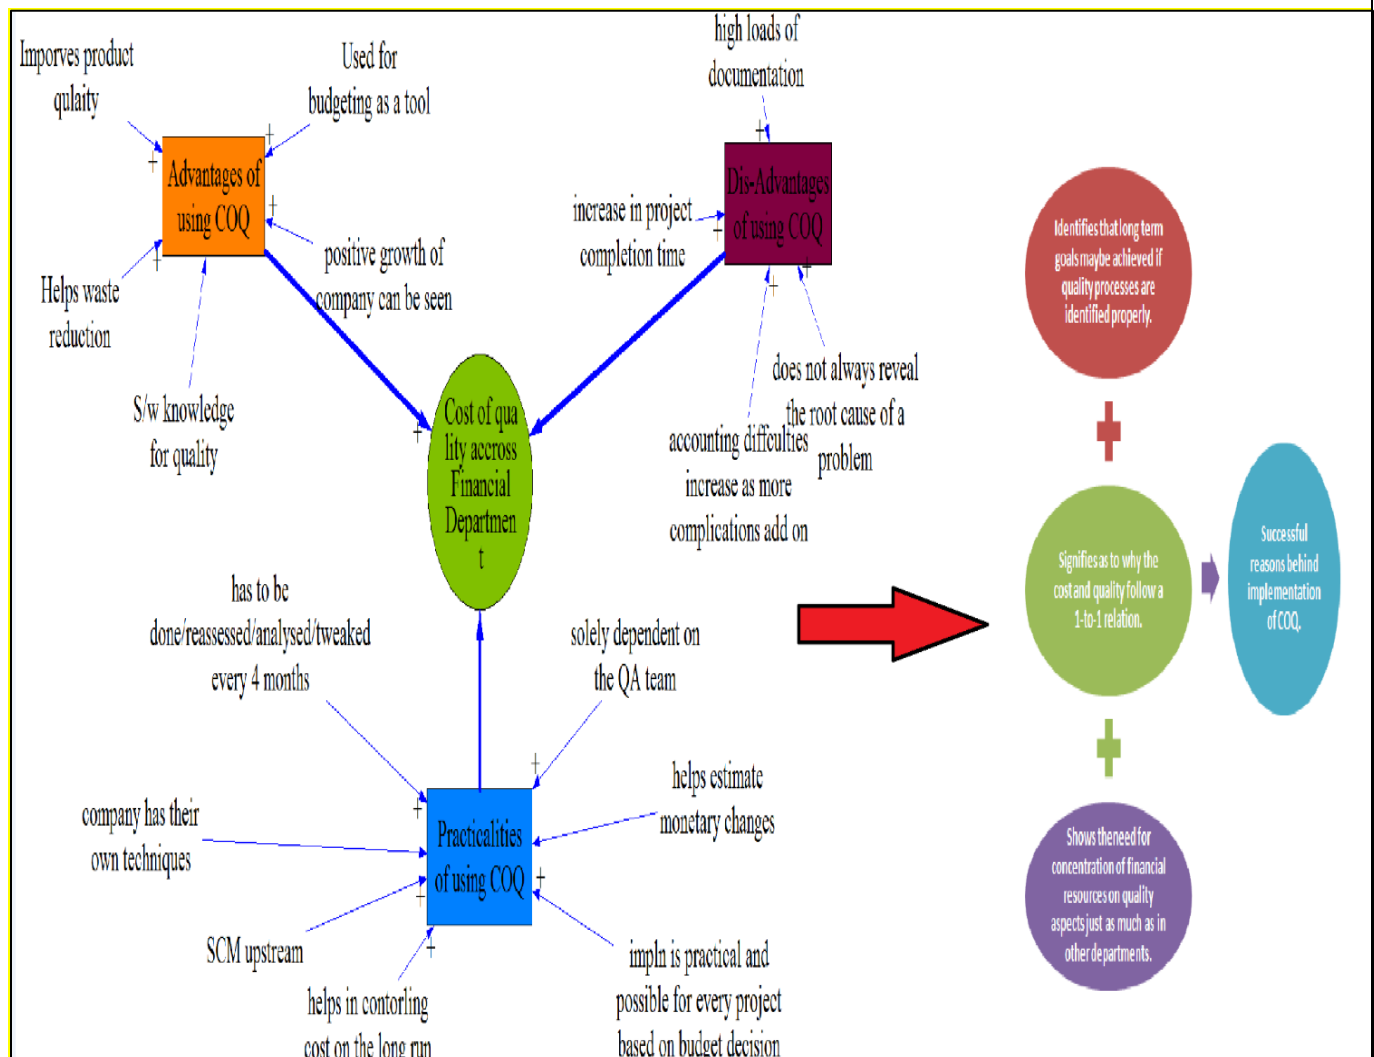 Imporves product
qulaity
Used for
budgeting as a tool
+
+
Advantages of
using COQ
+
+
Helps waste
reduction
positive growth of
company can be seen
S/w knowledge
for quality
high loads of
documentation
+
increase in project
completion time
+
Dis-Advantages
of using COQ
+
+
does not always reveal
the root cause of a
problem
accounting diffculties
increase as more
complications add on
+
Cost of qua
lity accross
Financial
Departmen
t
has to be
done/reassessed/analysed/tweaked
every 4 months
solely dependent on
the QA team
+
+
company has their
own techniques
helps estimate
monetary changes
Practicalities
of using COQ
+
+
+
SCM upstream
helps in contorling
cost on the long run
impln is practical and
possible for every project
based on budget decision
Identifies that long term
goals maybe achieved if
quality processes are
identified properly.
Signifies as to why the
cost and quality follow a
1-to-1 relation.
Shows theneed for
concentration of financial
resources on quality
aspects just as much as in
other departments.
Successful
reasons behind
implementation
of COQ.